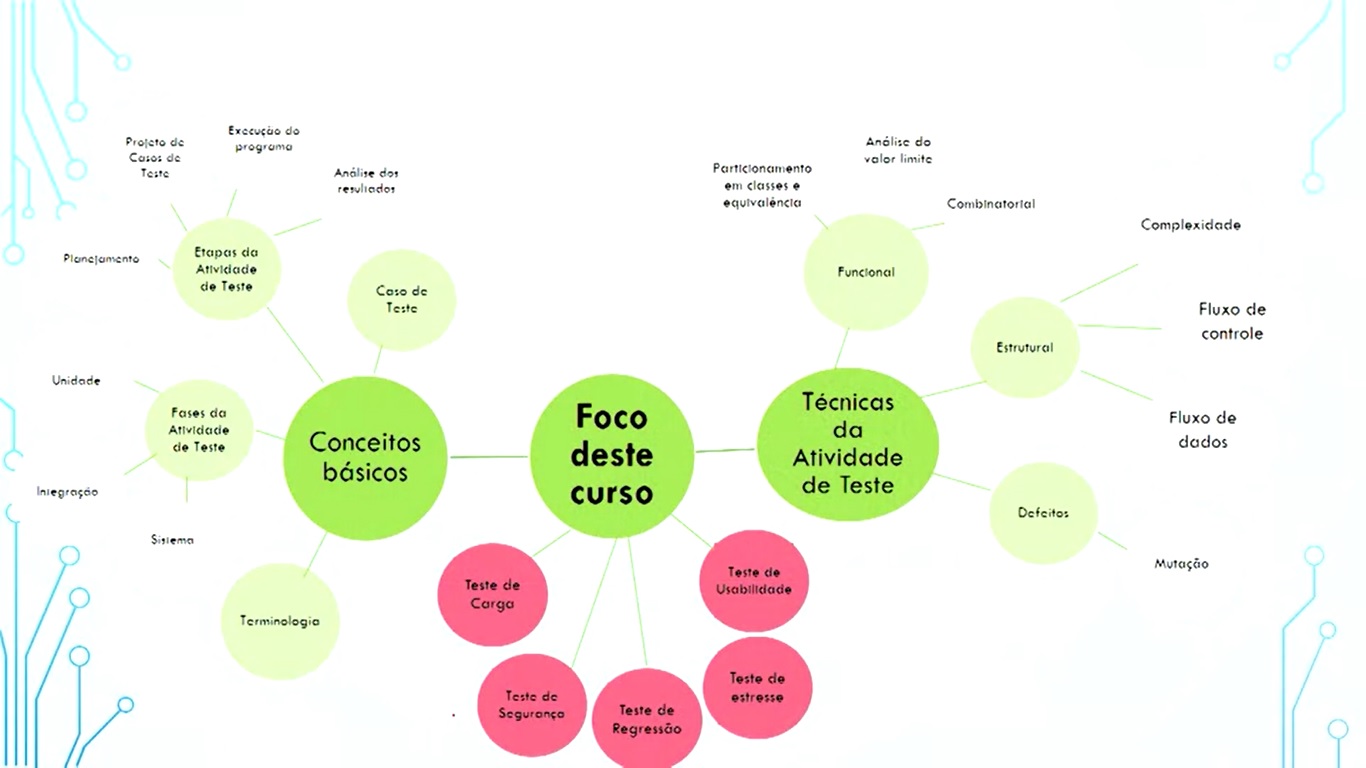 Projeto de
Casos de
Teste
Execução do
programa
Análise dos
resultados
Planejamento
Etapas da
Atividade
de Teste
Caso de
Teste
Unidade
Fases da
Atividade
de Teste
Integração
Sistema
Conceitos
básicos
Terminologia
Foco
deste
curso
Teste de
Carga
Teste de
Segurança
Teste de
Regressão
Teste de
estresse
Teste de
Usabilidade
Técnicas
da
Atividade
de Teste
Particionamento
em classes e
equivalência
Análise do
valor limite
Combinatorial
Funcional
Complexidade
Estrutural
Fluxo de
controle
Fluxo de
dados
Defeitos
Mutação